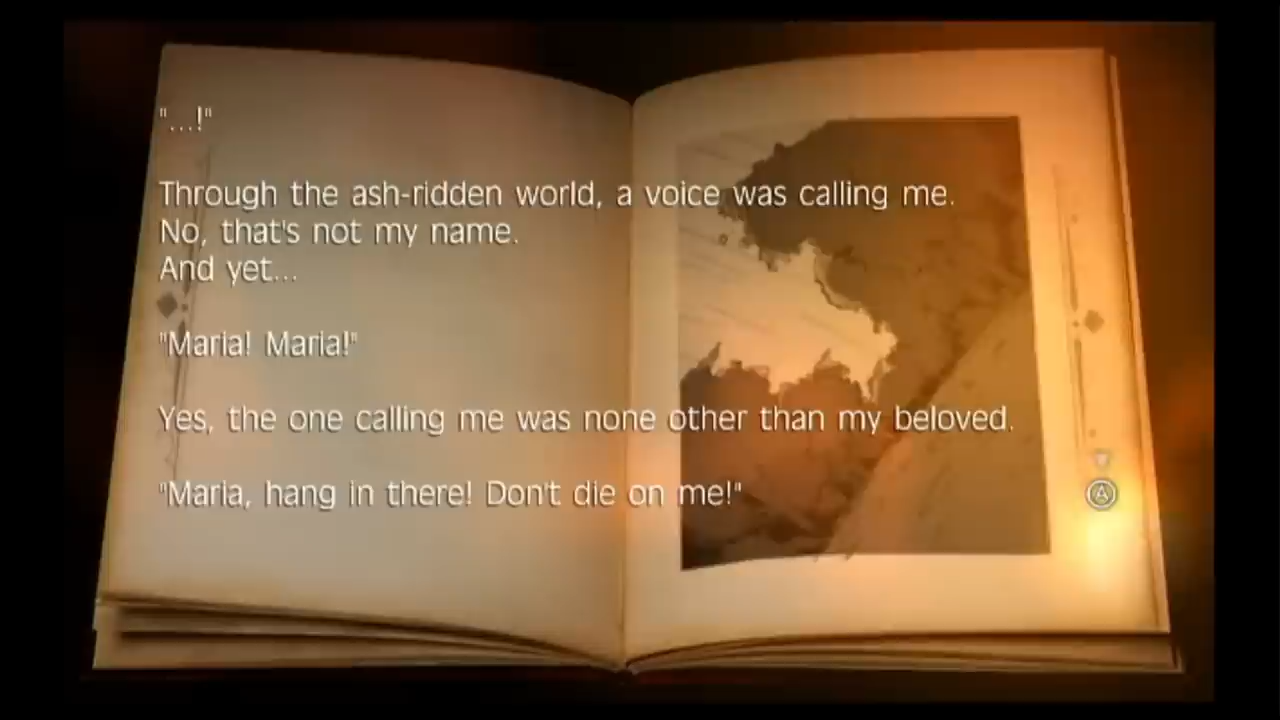 "...!"
Through the ash-ridden world, a voice was calling me.
No, that's not my name.
And yet...
"Maria! Maria!"
Yes, the one calling me was none other than my beloved.
"Maria, hang in there! Don't die on me!"
A